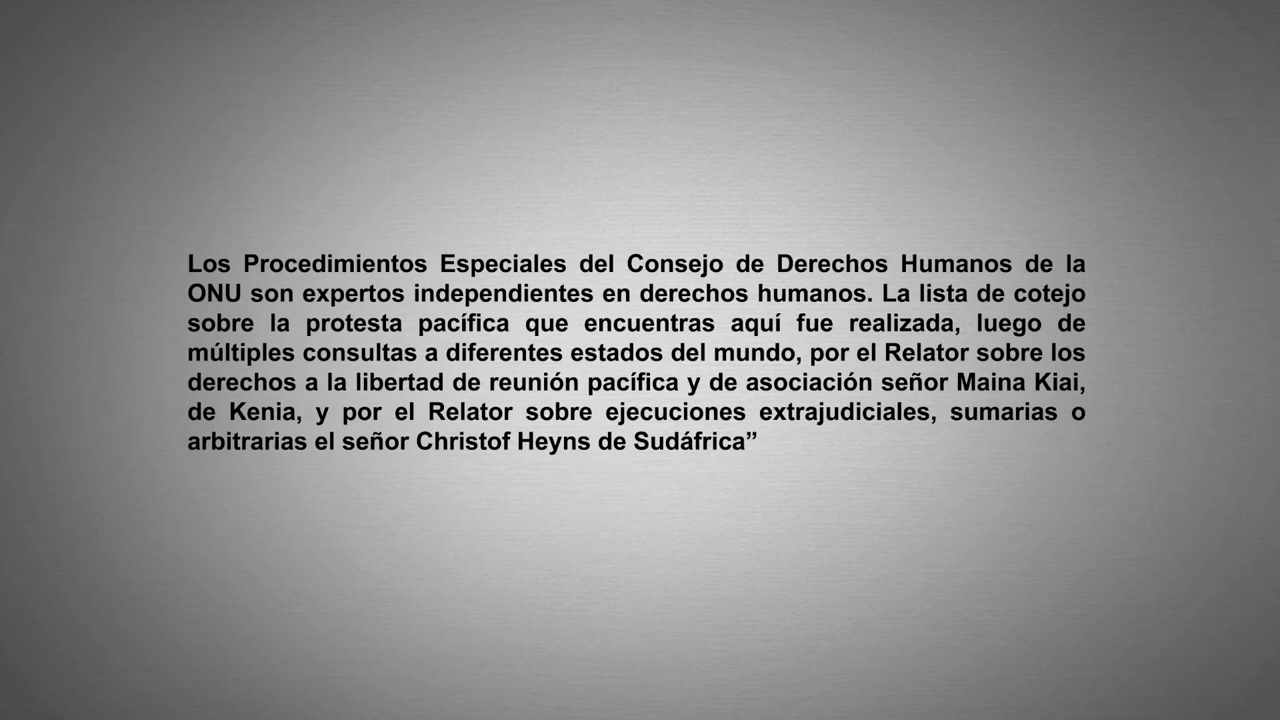 Los Procedimientos Especiales del Consejo de Derechos Humanos de la
ONU son expertos independientes en derechos humanos. La lista de cotejo
sobre la protesta pacífica que encuentras aquí fue realizada, luego de
múltiples consultas a diferentes estados del mundo, por el Relator sobre los
derechos a la libertad de reunión pacífica y de asociación señor Maina Kiai,
de Kenia, y por el Relator sobre ejecuciones extrajudiciales, sumarias o
arbitrarias el señor Christof Heyns de Sudáfrica”